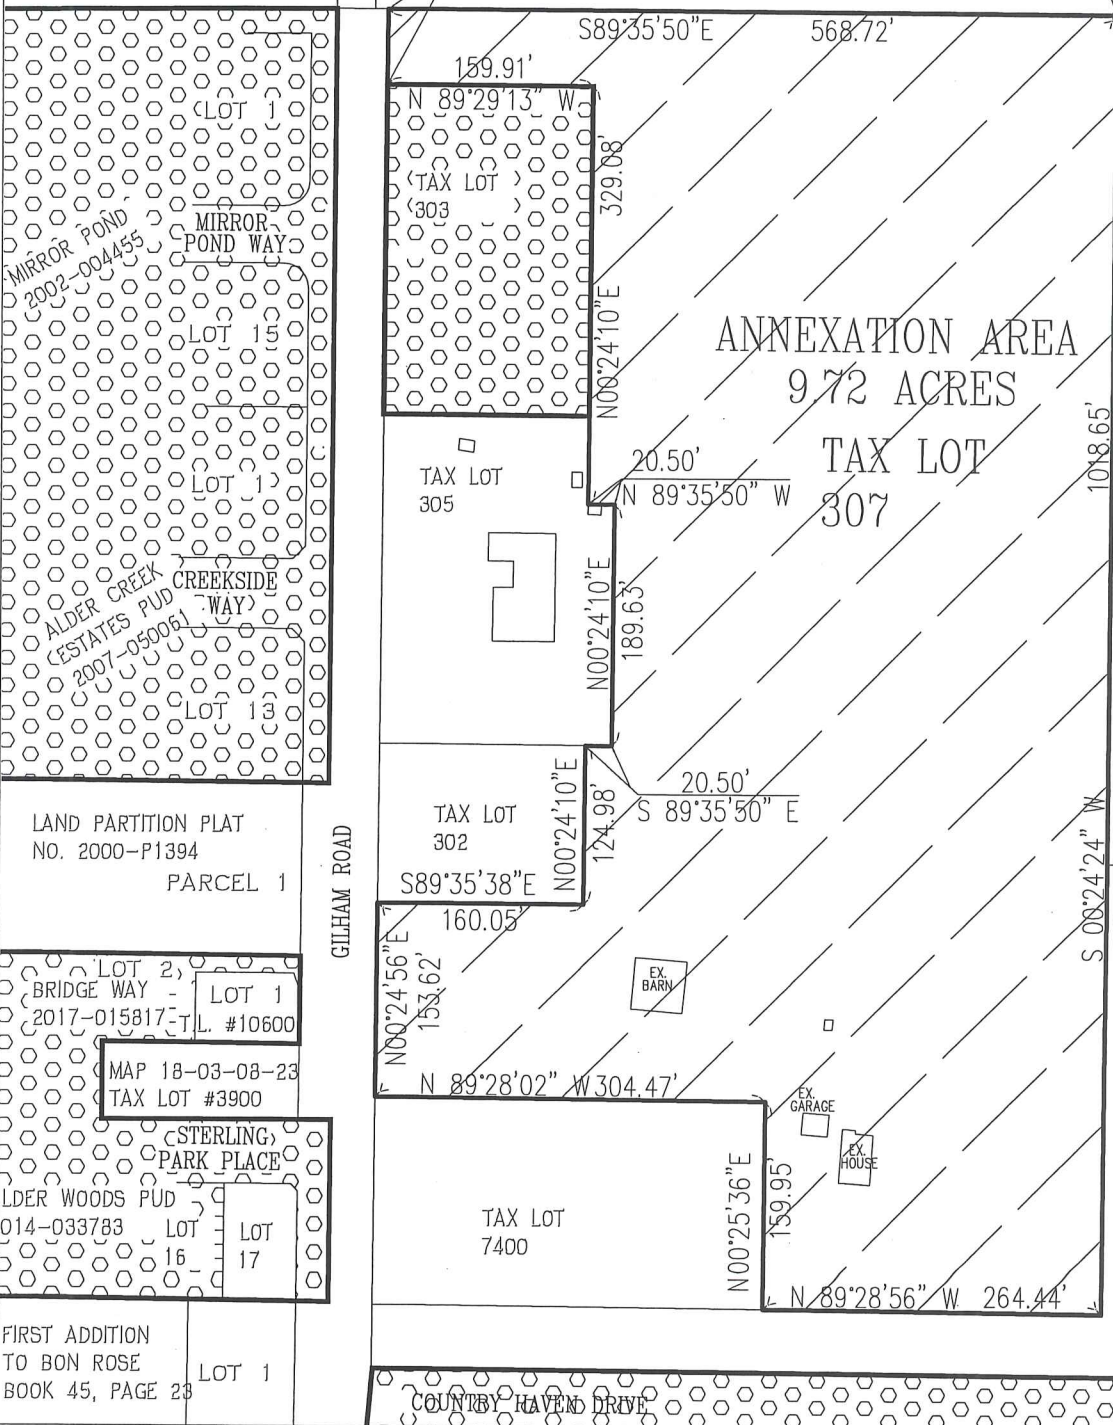 S89°35'50"E 568.72'
159.91'
N 89°29'13" W
329.08'
N00°24'10"E
LOT 1
TAX LOT
303
MIRROR POND
2002-004455
MIRROR
POND WAY
LOT 15
ANNEXATION AREA
9.72 ACRES
TAX LOT
307
1018.65'
S 00°24'24" W
LOT 1
TAX LOT
305
20.50'
N 89°35'50" W
ALDER CREEK
ESTATES PUD
2007-050061
CREEKSIDE
WAY
N00°24'10"E
189.63'
LOT 13
20.50'
S 89°35'50" E
N00°24'10"E
124.98'
TAX LOT
302
LAND PARTITION PLAT
NO. 2000-P1394
PARCEL 1
GILHAM ROAD
S89°35'38"E
160.05'
N00°24'56"E
153.62'
LOT 2
BRIDGE WAY
2017-015817
LOT 1
T.L. #10600
EX.
BARN
MAP 18-03-08-23
TAX LOT #3900
N 89°28'02" W 304.47'
EX.
GARAGE
EX.
HOUSE
STERLING
PARK PLACE
LDER WOODS PUD
014-033783
LOT
16
LOT
17
TAX LOT
7400
N00°25'36"E
159.95'
N 89°28'56" W 264.44'
FIRST ADDITION
TO BON ROSE
BOOK 45, PAGE 23
LOT 1
COUNTRY HAVEN DRIVE